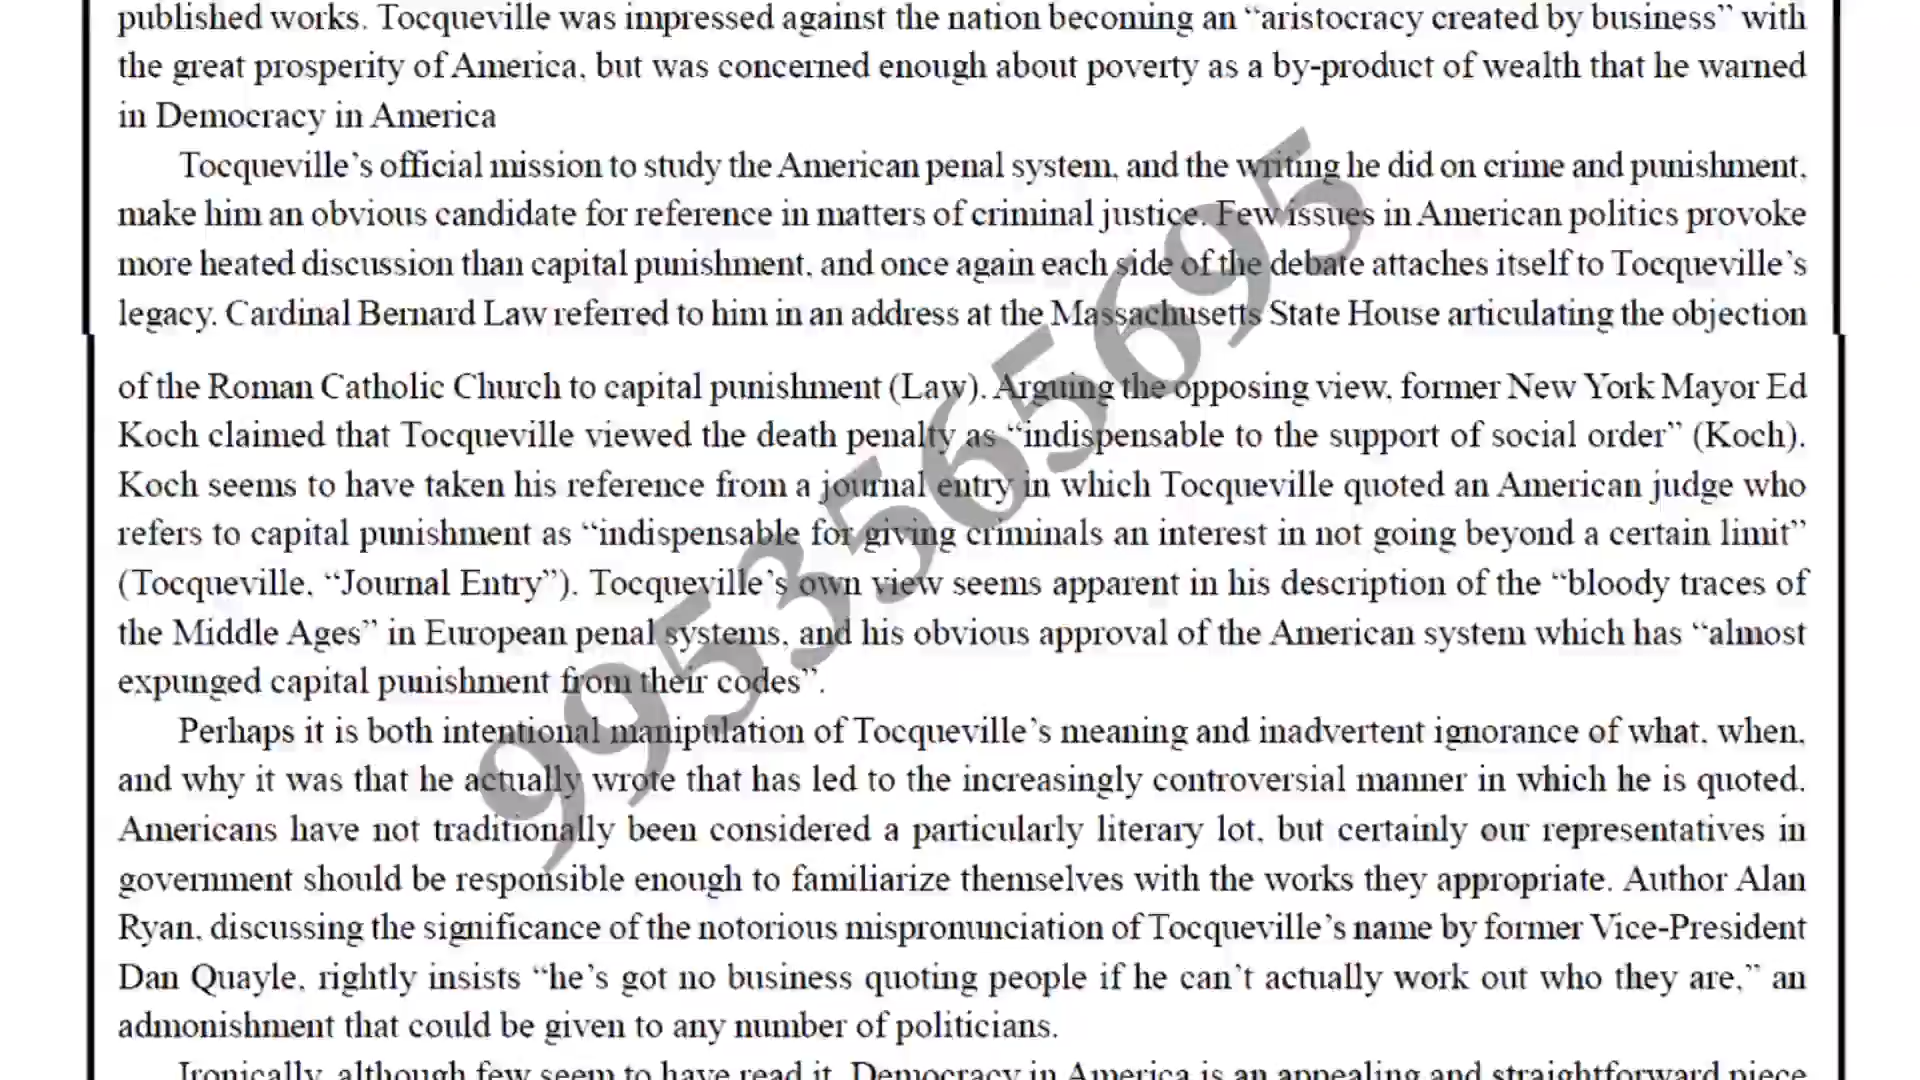 published works. Tocqueville was impressed against the nation becoming an “aristocracy created by business” with
the great prosperity of America, but was concerned enough about poverty as a by-product of wealth that he warned
in Democracy in America
Tocqueville’s official mission to study the American penal system, and the writing he did on crime and punishment,
make him an obvious candidate for reference in matters of criminal justice. Few issues in American politics provoke
more heated discussion than capital punishment, and once again each side of the debate attaches itself to Tocqueville’s
legacy. Cardinal Bernard Law referred to him in an address at the Massachusetts State House articulating the objection
of the Roman Catholic Church to capital punishment (Law). Arguing the opposing view, former New York Mayor Ed
Koch claimed that Tocqueville viewed the death penalty as “indispensable to the support of social order” (Koch).
Koch seems to have taken his reference from a journal entry in which Tocqueville quoted an American judge who
refers to capital punishment as “indispensable for giving criminals an interest in not going beyond a certain limit”
(Tocqueville, “Journal Entry”). Tocqueville’s own view seems apparent in his description of the “bloody traces of
the Middle Ages” in European penal systems, and his obvious approval of the American system which has “almost
expunged capital punishment from their codes”.
Perhaps it is both intentional manipulation of Tocqueville’s meaning and inadvertent ignorance of what, when,
and why it was that he actually wrote that has led to the increasingly controversial manner in which he is quoted.
Americans have not traditionally been considered a particularly literary lot, but certainly our representatives in
government should be responsible enough to familiarize themselves with the works they appropriate. Author Alan
Ryan, discussing the significance of the notorious mispronunciation of Tocqueville’s name by former Vice-President
Dan Quayle, rightly insists “he’s got no business quoting people if he can’t actually work out who they are,” an
admonishment that could be given to any number of politicians.
Ironically, although few seem to have read it, Democracy in America is an appealing and straightforward piece
9953565695